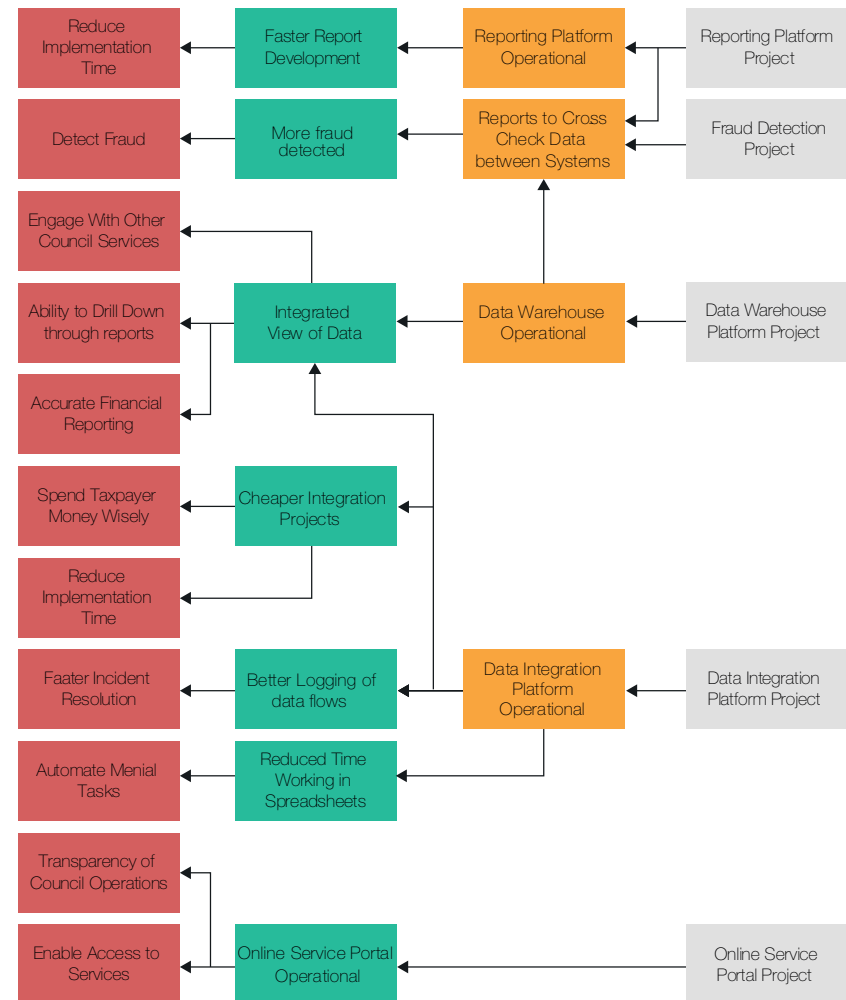 Reduce
Implementation
Time
Faster Report
Development
Reporting Platform
Operational
Reporting Platform
Project
Detect Fraud
More fraud
detected
Reports to Cross
Check Data
between Systems
Fraud Detection
Project
Engage With Other
Council Services
Ability to Drill Down
through reports
Integrated
View of Data
Data Warehouse
Operational
Data Warehouse
Platform Project
Accurate Financial
Reporting
Spend Taxpayer
Money Wisely
Cheaper Integration
Projects
Reduce
Implementation
Time
Faater Incident
Resolution
Better Logging of
data flows
Data Integration
Platform
Operational
Data Integration
Platform Project
Automate Menial
Tasks
Reduced Time
Working in
Spreadsheets
Transparency of
Council Operations
Enable Access to
Services
Online Service Portal
Operational
Online Service
Portal Project